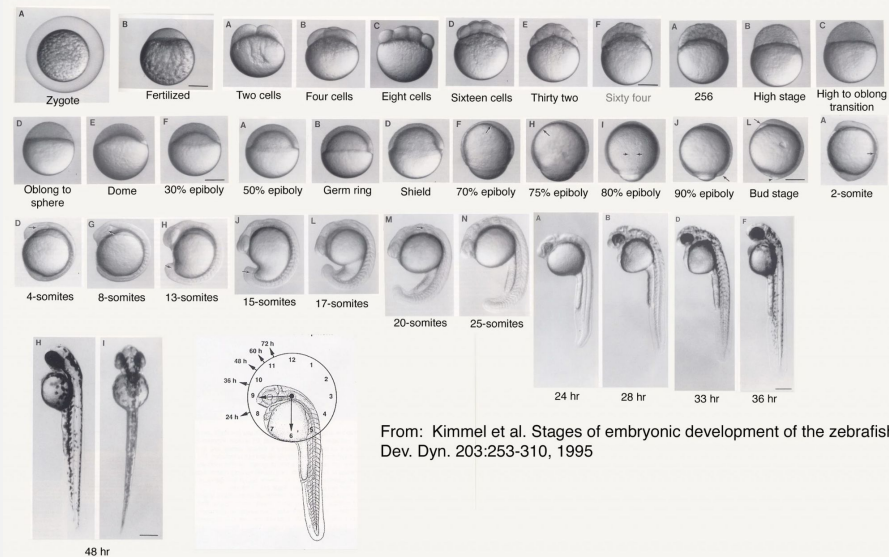 A B A B C D E F A B C
Zygote Fertilized Two cells Four cells Eight cells Sixteen cells Thirty two Sixty four 256 High stage High to oblong transition
D E F A B D F H I J L A
Oblong to sphere Dome 30% epiboly 50% epiboly Germ ring Shield 70% epiboly 75% epiboly 80% epiboly 90% epiboly Bud stage 2-somite
D G H J L M N A B D F
4-somites 8-somites 13-somites 15-somites 17-somites 20-somites 25-somites
24 hr 28 hr 33 hr 36 hr
H I
48 hr
72 h
60 h
48 h
36 h
24 h
12
11 1
10 2
9 3
8 4
7 5
6
From: Kimmel et al. Stages of embryonic development of the zebrafish
Dev. Dyn. 203:253-310, 1995